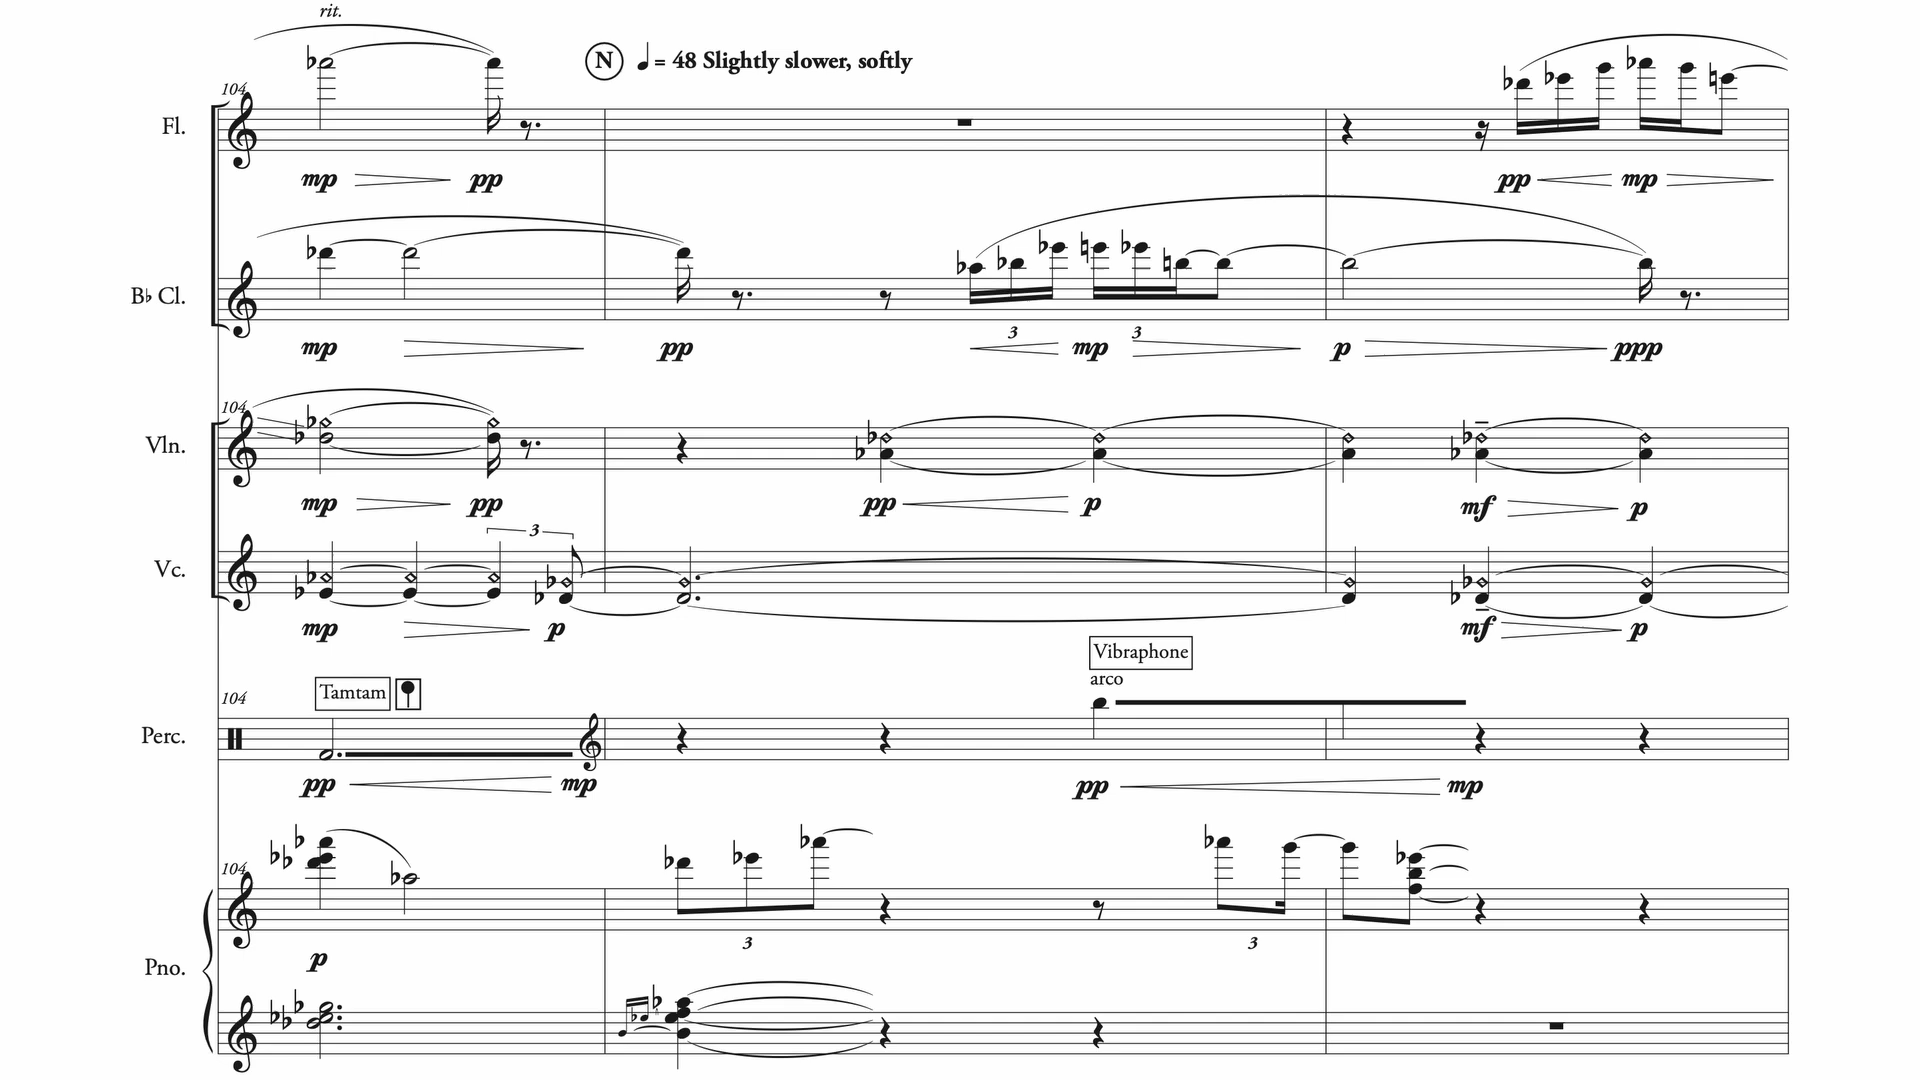 rit.
N ♩ = 48 Slightly slower, softly
104
Fl.
mp pp pp mp
B♭ Cl.
3 3
mp pp mp p ppp
104
Vln.
mp pp pp p mf p
3
Vc.
mp p mf p
Vibraphone
arco
104 Tamtam
Perc.
pp mp pp mp
104
3 3
p
Pno.